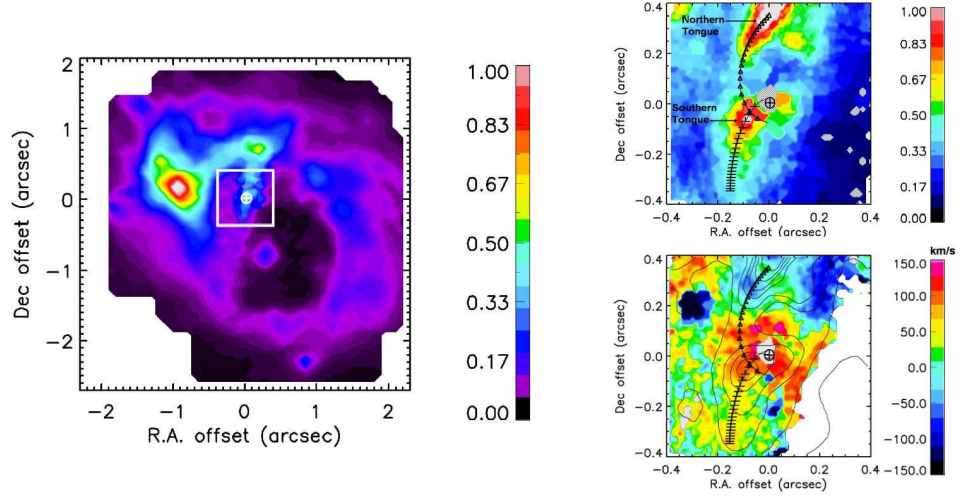 2
1
0
−1
−2
Dec offset (arcsec)
−2 −1 0 1 2
R.A. offset (arcsec)
1.00
0.83
0.67
0.50
0.33
0.17
0.00
Northern
Tongue
Southern
Tongue
0.4
0.2
0.0
−0.2
−0.4
Dec offset (arcsec)
−0.4 −0.2 0.0 0.2 0.4
R.A. offset (arcsec)
1.00
0.83
0.67
0.50
0.33
0.17
0.00
0.4
0.2
0.0
−0.2
−0.4
Dec offset (arcsec)
−0.4 −0.2 0.0 0.2 0.4
R.A. offset (arcsec)
km/s
150.0
100.0
50.0
0.0
−50.0
−100.0
−150.0